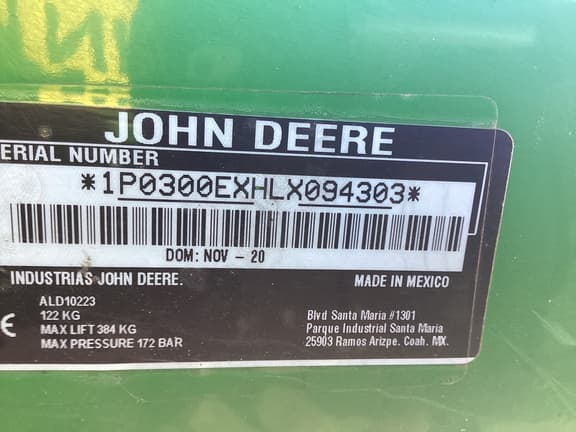 JOHN DEERE
ERIAL NUMBER
*1P0300EXHLX094303*
DOM: NOV - 20
INDUSTRIAS JOHN DEERE.
MADE IN MEXICO
ALD10223
122 KG
MAX LIFT 384 KG
MAX PRESSURE 172 BAR
CE
Blvd Santa Maria #1301
Parque Industrial Santa Maria
25903 Ramos Arizpe. Coah. MX.